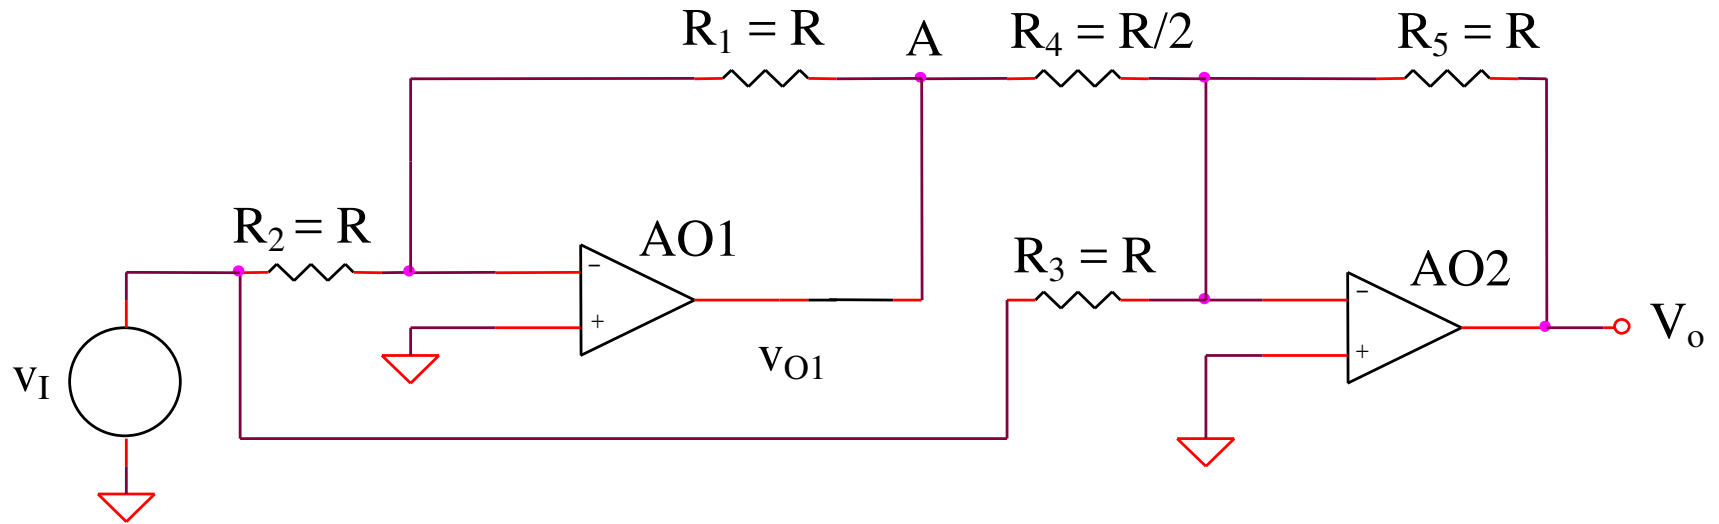 R₁ = R
A
R₄ = R/2
R₅ = R
R₂ = R
AO1
R₃ = R
AO2
−
+
−
+
vI
vO1
Vo